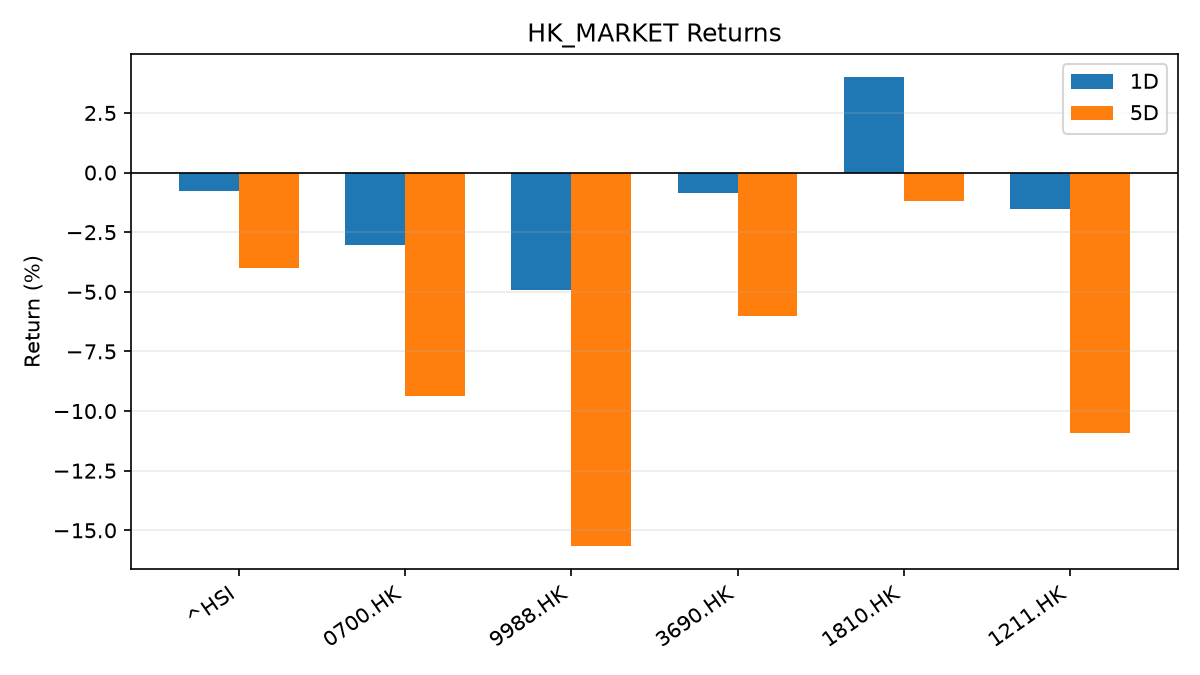 HK_MARKET Returns
1D
5D
Return (%)
2.5
0.0
−2.5
−5.0
−7.5
−10.0
−12.5
−15.0
^HSI
0700.HK
9988.HK
3690.HK
1810.HK
1211.HK